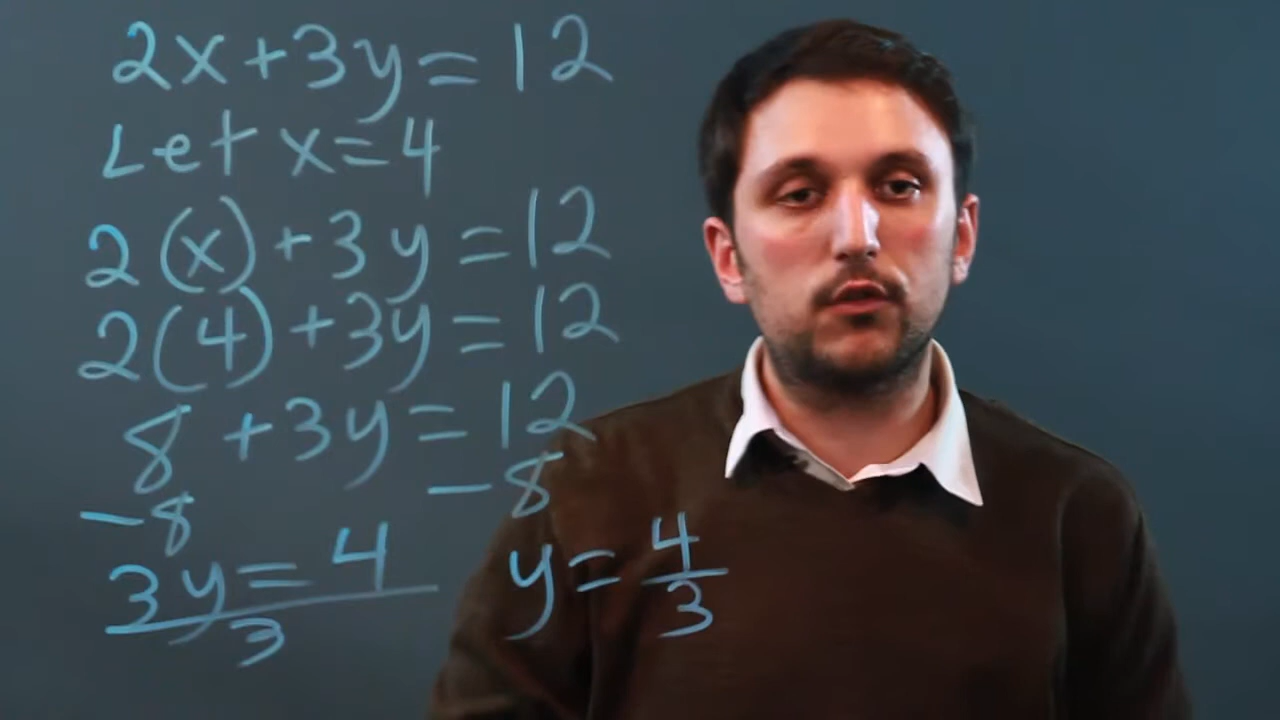 2x+3y=12
Let x=4
2(x)+3y=12
2(4)+3y=12
8+3y=12
-8 -8
3y=4 y=4/3
3